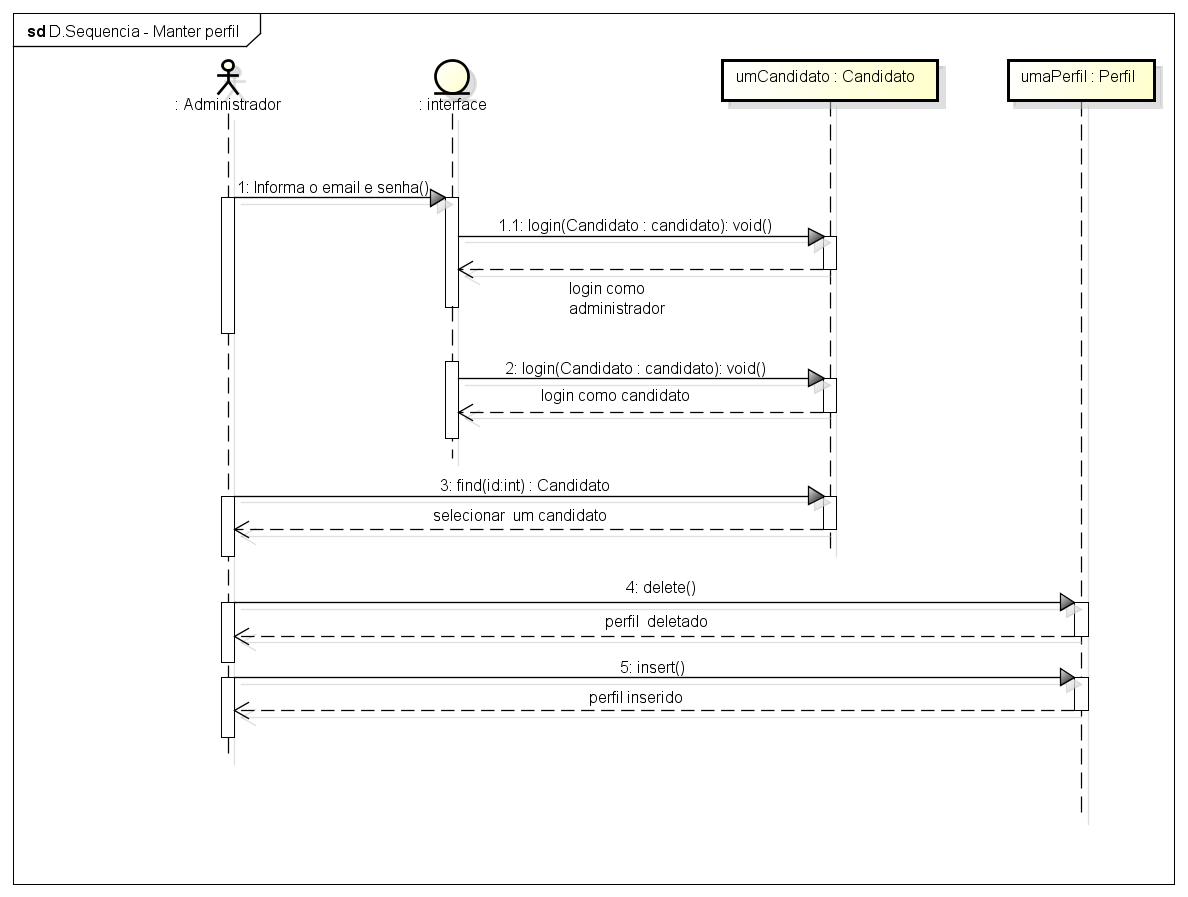 sd D.Sequencia - Manter perfil
: Administrador
: interface
umCandidato : Candidato
umaPerfil : Perfil
1: Informa o email e senha()
1.1: login(Candidato : candidato): void()
login como
administrador
2: login(Candidato : candidato): void()
login como candidato
3: find(id:int) : Candidato
selecionar um candidato
4: delete()
perfil deletado
5: insert()
perfil inserido